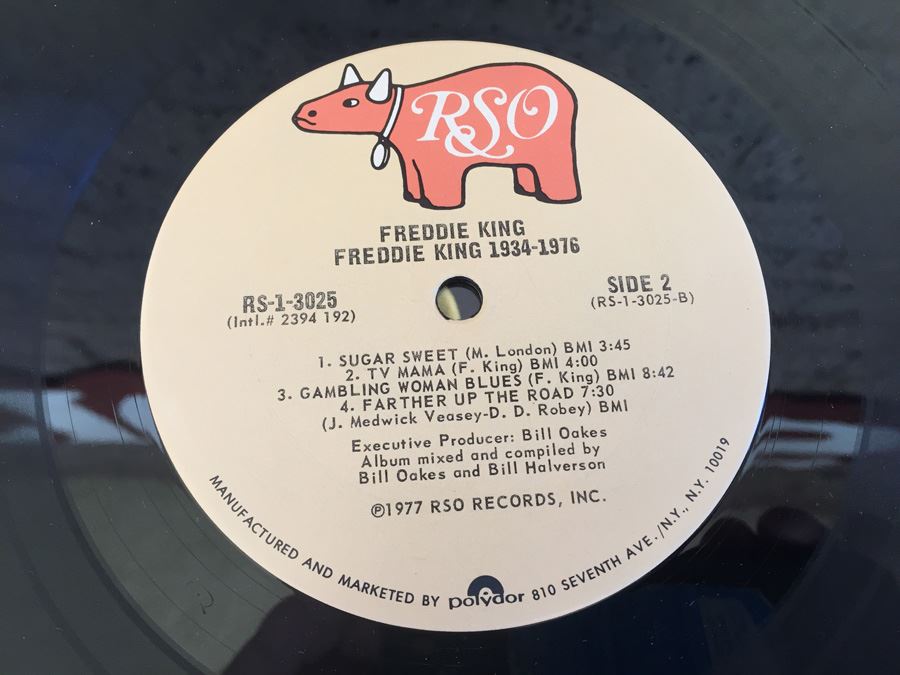 RSO
FREDDIE KING
FREDDIE KING 1934-1976
RS-1-3025
(Intl.# 2394 192)
SIDE 2
(RS-1-3025-B)
1. SUGAR SWEET (M. London) BMI 3:45
2. TV MAMA (F. King) BMI 4:00
3. GAMBLING WOMAN BLUES (F. King) BMI 8:42
4. FARTHER UP THE ROAD 7:30
(J. Medwick Veasey-D. D. Robey) BMI
Executive Producer: Bill Oakes
Album mixed and compiled by
Bill Oakes and Bill Halverson
℗1977 RSO RECORDS, INC.
MANUFACTURED AND MARKETED BY polydor 810 SEVENTH AVE./N.Y., N.Y. 10019